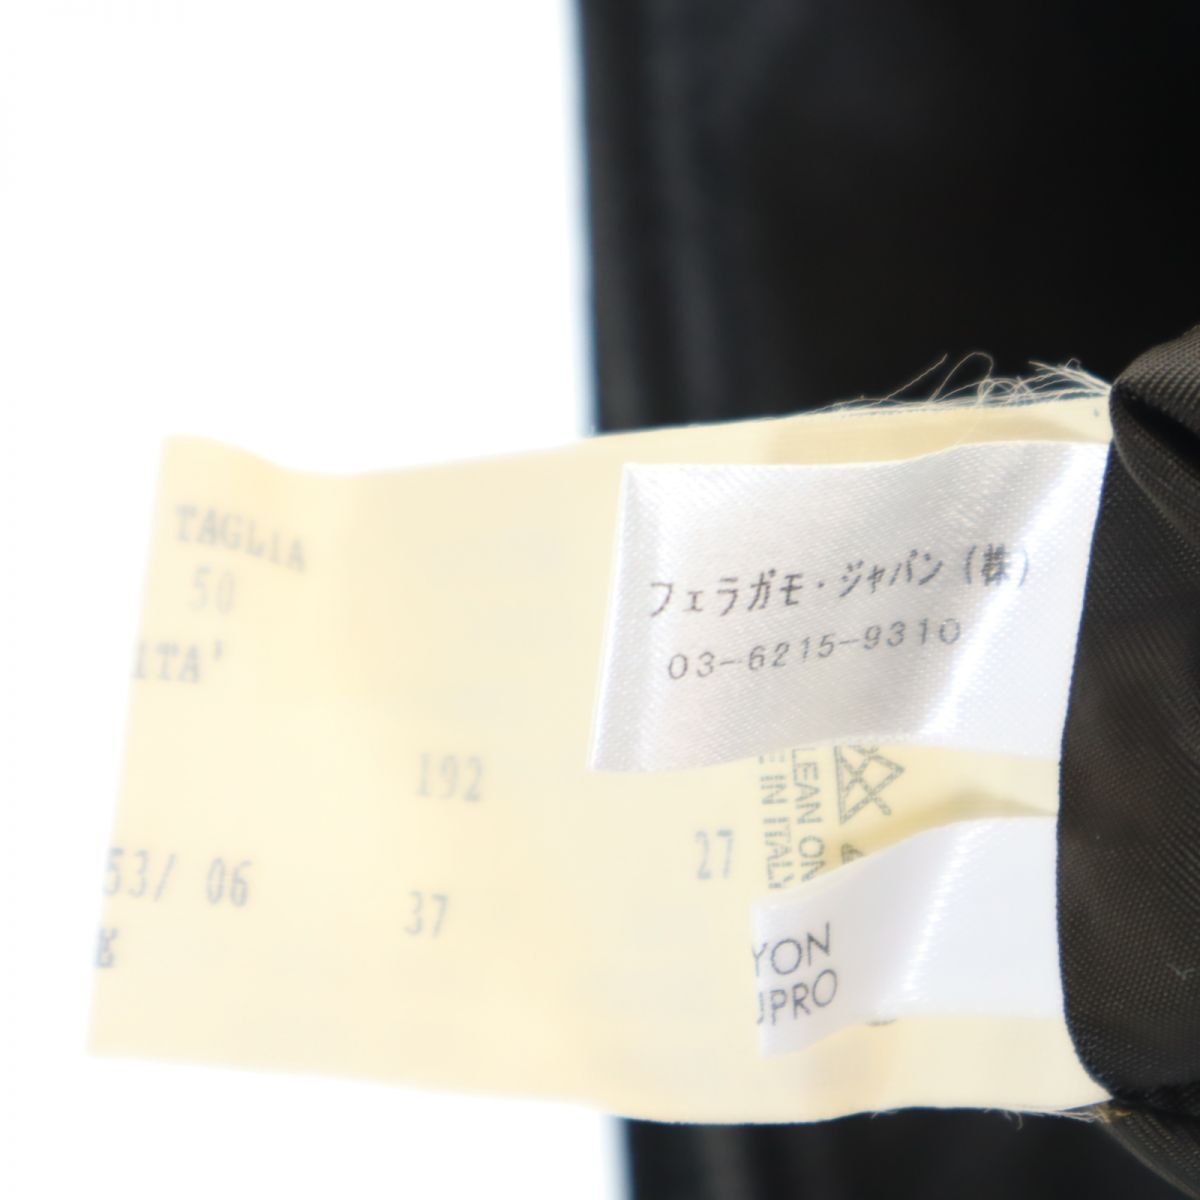 TAGLIA
50
ITA'
192
53/ 06
37
27
フェラガモ・ジャパン(株)
03-6215-9310
LEAN ON
E IN ITALY
YON
UPRO